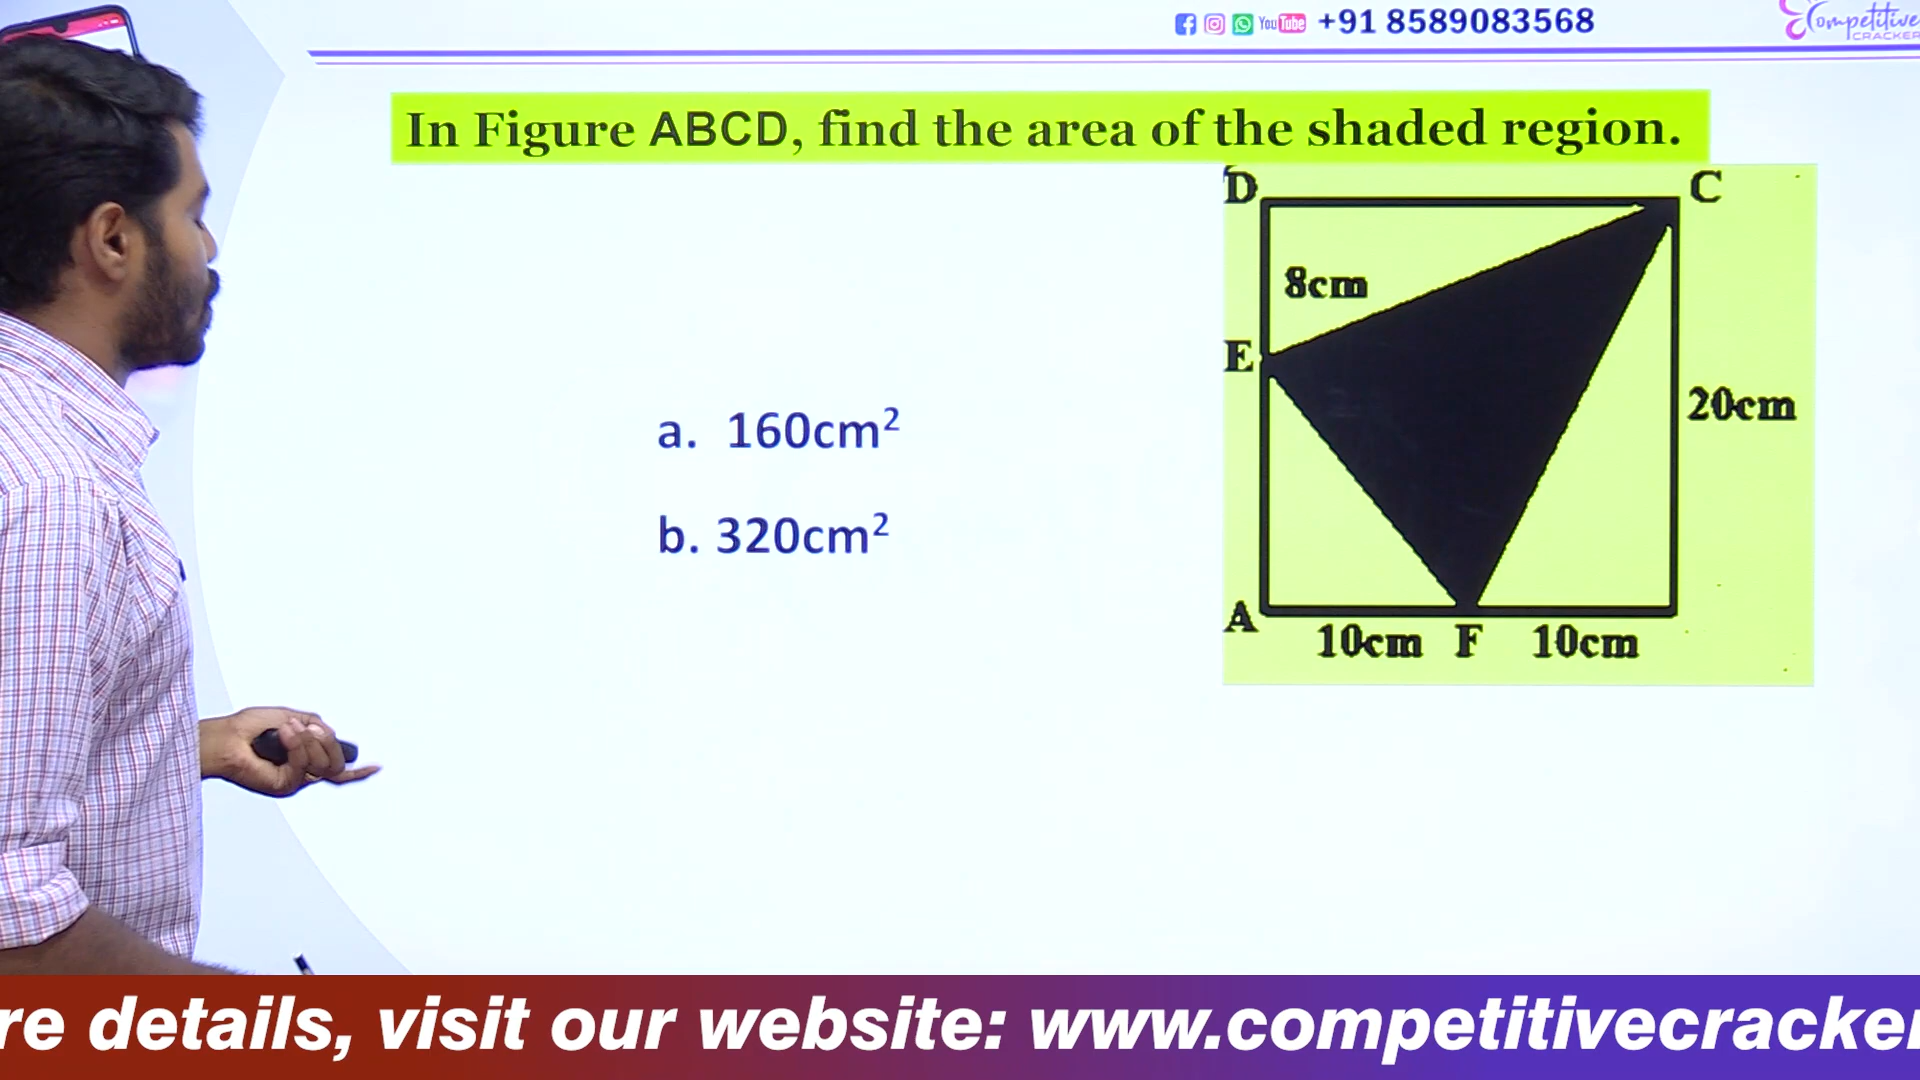 YouTube +91 8589083568
Competitive
CRACKER
In Figure ABCD, find the area of the shaded region.
D
C
8cm
E
20cm
a. 160cm²
b. 320cm²
A
10cm F 10cm
re details, visit our website: www.competitivecracker